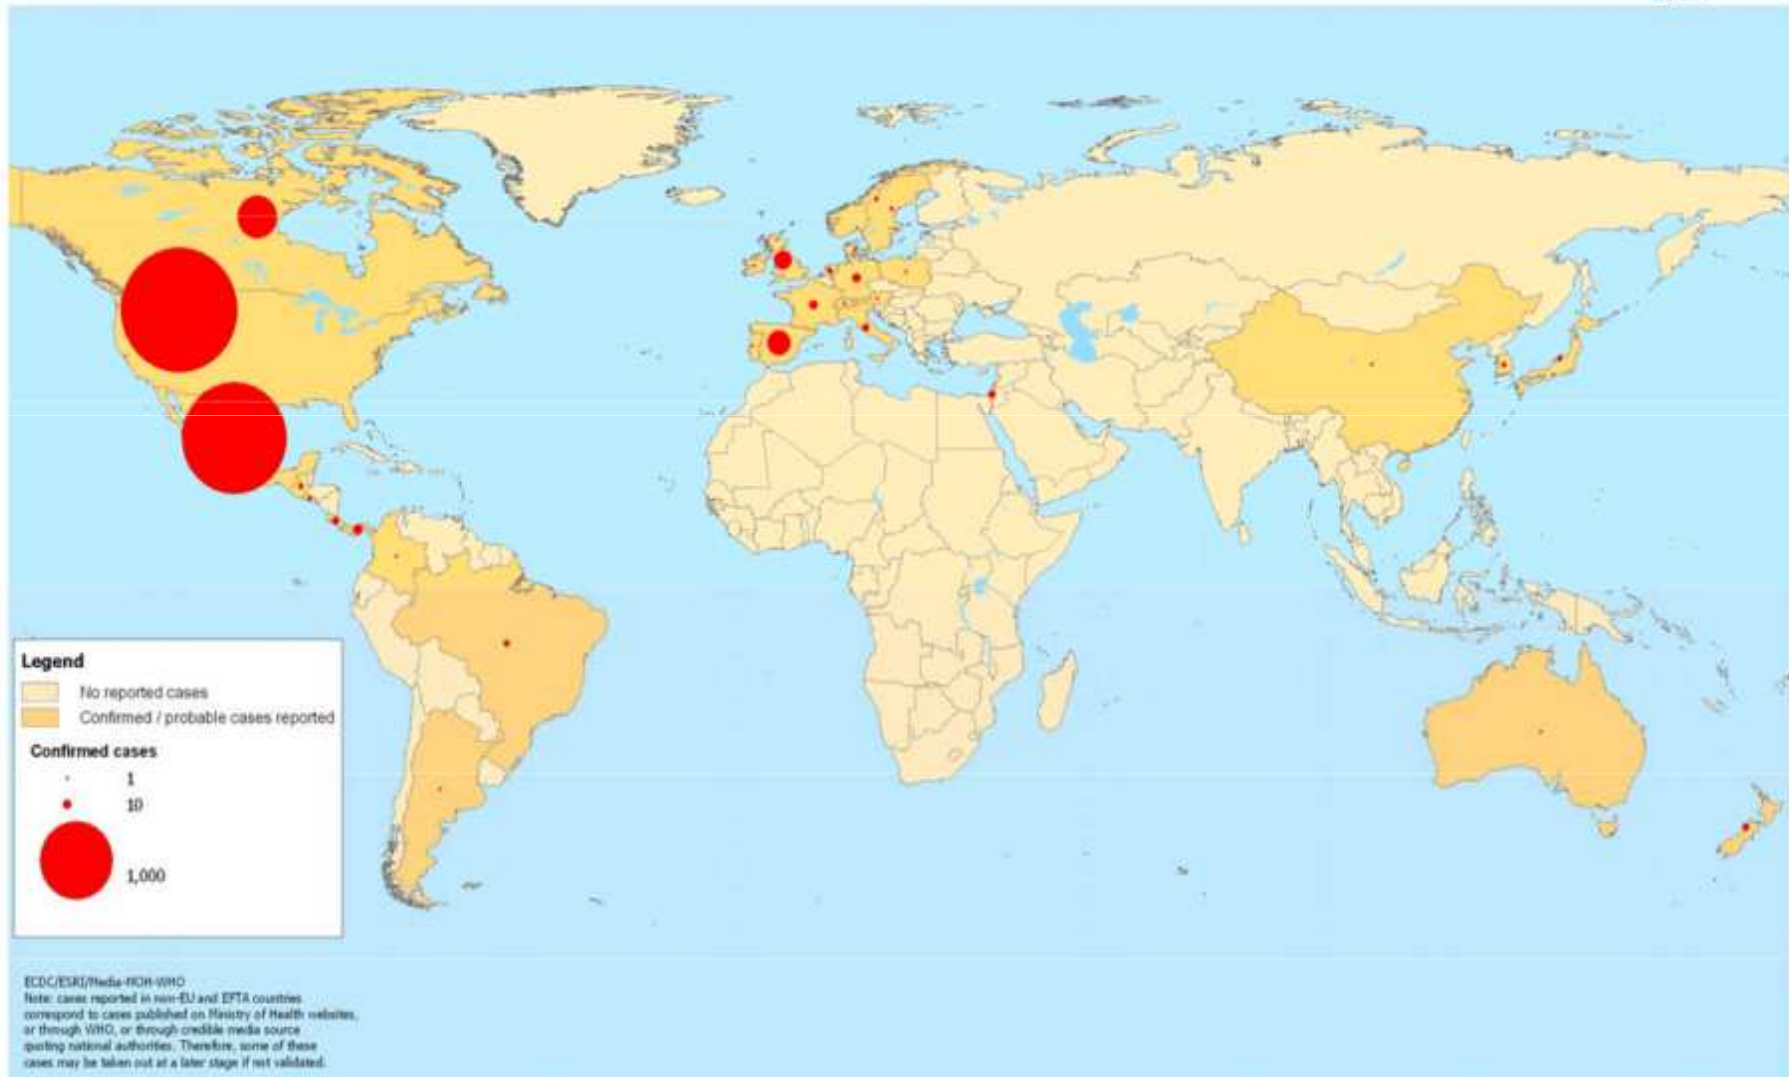 Legend
No reported cases
Confirmed / probable cases reported
Confirmed cases
1
10
1,000
ECDC/ESRI/Media-MOH-WHO
Note: cases reported in non-EU and EFTA countries
correspond to cases published on Ministry of Health websites,
or through WHO, or through credible media source
quoting national authorities. Therefore, some of these
cases may be taken out at a later stage if not validated.